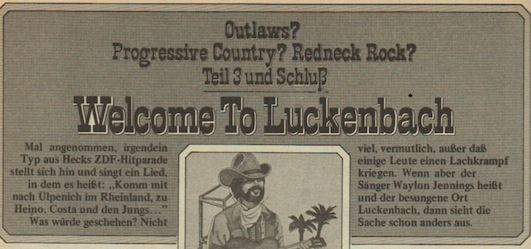 Outlaws?
Progressive Country? Redneck Rock?
Teil 3 und Schluß
Welcome To Luckenbach
Mal angenommen, irgendein
Typ aus Hecks ZDF-Hitparade
stellt sich hin und singt ein Lied,
in dem es heißt: „Komm mit
nach Ülpenich im Rheinland, zu
Heino, Costa und den Jungs...”
Was würde geschehen? Nicht
viel, vermutlich, außer daß
einige Leute einen Lachkrampf
kriegen. Wenn aber der
Sänger Waylon Jennings heißt
und der besungene Ort
Luckenbach, dann sieht die
Sache schon anders aus.